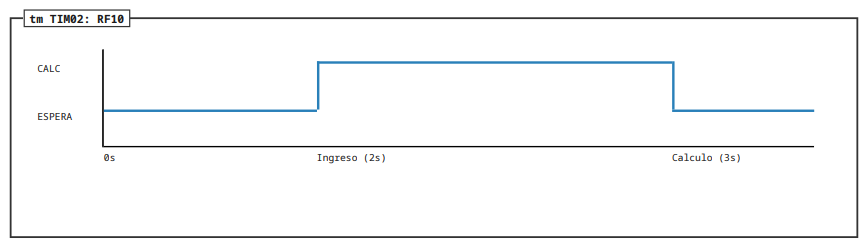 tm TIM02: RF10
CALC
ESPERA
0s Ingreso (2s) Calculo (3s)